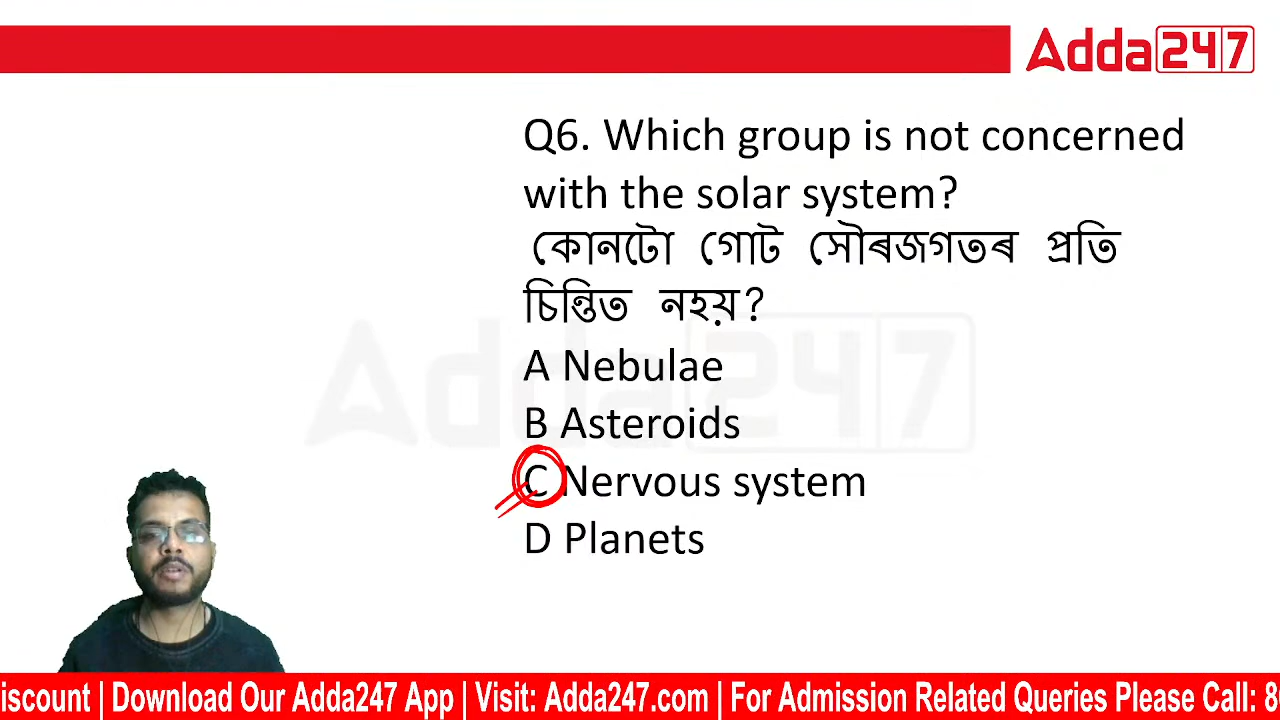 Adda247
Q6. Which group is not concerned
with the solar system?
কোনটো গোট সৌৰজগতৰ প্ৰতি
চিন্তিত নহয়?
A Nebulae
B Asteroids
C Nervous system
D Planets
Adda247
iscount | Download Our Adda247 App | Visit: Adda247.com | For Admission Related Queries Please Call: 8